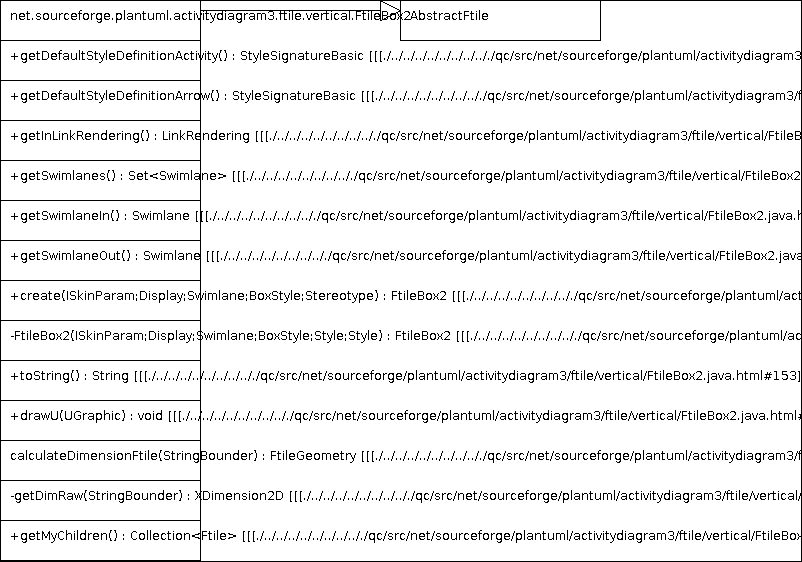 net.sourceforge.plantuml.activitydiagram3.ftile.vertical.FtileBox2 AbstractFtile
+getDefaultStyleDefinitionActivity() : StyleSignatureBasic [[[./../../../../../../../../qc/src/net/sourceforge/plantuml/activitydiagram3
+getDefaultStyleDefinitionArrow() : StyleSignatureBasic [[[./../../../../../../../../qc/src/net/sourceforge/plantuml/activitydiagram3/f
+getInLinkRendering() : LinkRendering [[[./../../../../../../../../qc/src/net/sourceforge/plantuml/activitydiagram3/ftile/vertical/FtileB
+getSwimlanes() : Set<Swimlane> [[[./../../../../../../../../qc/src/net/sourceforge/plantuml/activitydiagram3/ftile/vertical/FtileBox2
+getSwimlaneIn() : Swimlane [[[./../../../../../../../../qc/src/net/sourceforge/plantuml/activitydiagram3/ftile/vertical/FtileBox2.java.h
+getSwimlaneOut() : Swimlane [[[./../../../../../../../../qc/src/net/sourceforge/plantuml/activitydiagram3/ftile/vertical/FtileBox2.java
+create(ISkinParam;Display;Swimlane;BoxStyle;Stereotype) : FtileBox2 [[[./../../../../../../../../qc/src/net/sourceforge/plantuml/act
-FtileBox2(ISkinParam;Display;Swimlane;BoxStyle;Style;Style) : FtileBox2 [[[./../../../../../../../../qc/src/net/sourceforge/plantuml/ac
+toString() : String [[[./../../../../../../../../qc/src/net/sourceforge/plantuml/activitydiagram3/ftile/vertical/FtileBox2.java.html#153]
+drawU(UGraphic) : void [[[./../../../../../../../../qc/src/net/sourceforge/plantuml/activitydiagram3/ftile/vertical/FtileBox2.java.html#
calculateDimensionFtile(StringBounder) : FtileGeometry [[[./../../../../../../../../qc/src/net/sourceforge/plantuml/activitydiagram3/f
-getDimRaw(StringBounder) : XDimension2D [[[./../../../../../../../../qc/src/net/sourceforge/plantuml/activitydiagram3/ftile/vertical/
+getMyChildren() : Collection<Ftile> [[[./../../../../../../../../qc/src/net/sourceforge/plantuml/activitydiagram3/ftile/vertical/FtileBox